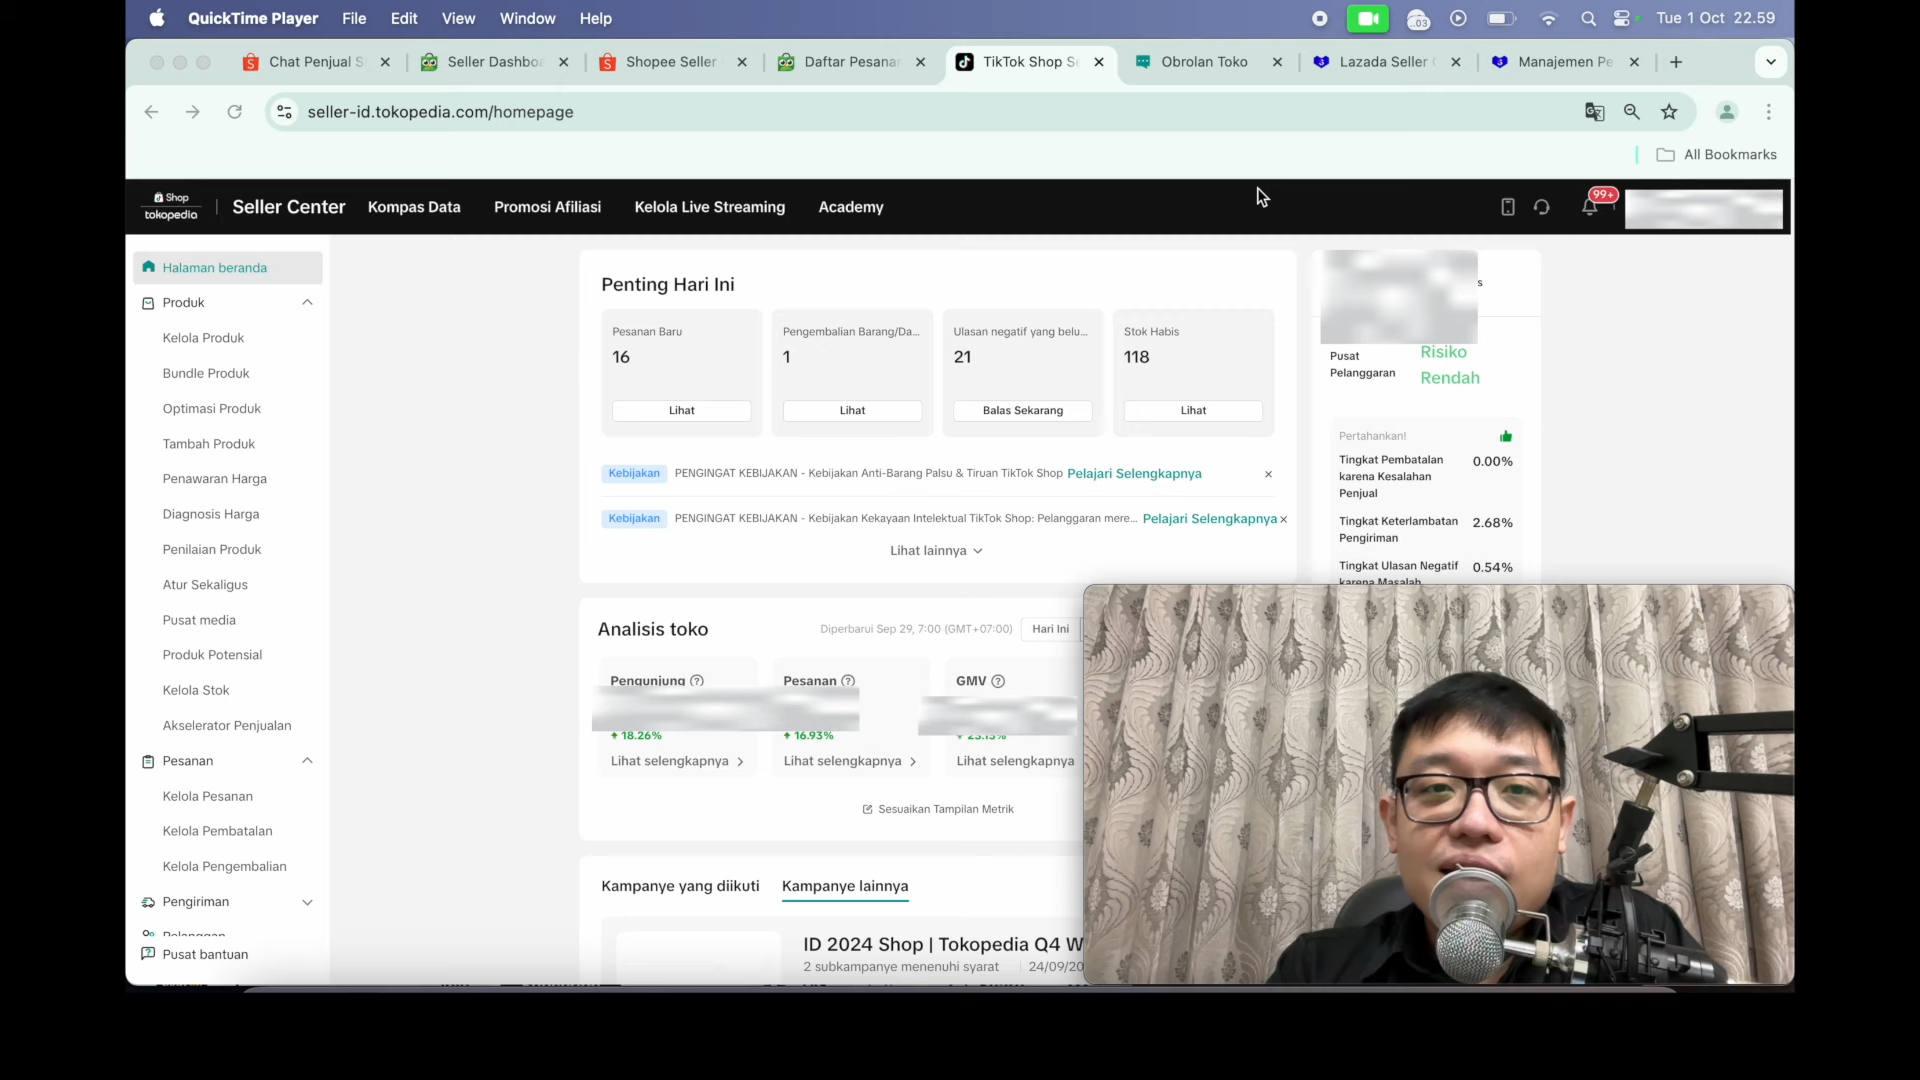 QuickTime Player File Edit View Window Help
.03
Tue 1 Oct 22.59
Chat Penjual S
Seller Dashbo
Shopee Seller
Daftar Pesana
TikTok Shop Se
Obrolan Toko
Lazada Seller
Manajemen Pe
seller-id.tokopedia.com/homepage
All Bookmarks
Shop
tokopedia
Seller Center
Kompas Data
Promosi Afiliasi
Kelola Live Streaming
Academy
99+
Halaman beranda
Produk
Kelola Produk
Bundle Produk
Optimasi Produk
Tambah Produk
Penawaran Harga
Diagnosis Harga
Penilaian Produk
Atur Sekaligus
Pusat media
Produk Potensial
Kelola Stok
Akselerator Penjualan
Pesanan
Kelola Pesanan
Kelola Pembatalan
Kelola Pengembalian
Pengiriman
Pelanggan
Pusat bantuan
Penting Hari Ini
Pesanan Baru
16
Lihat
Pengembalian Barang/Da...
1
Lihat
Ulasan negatif yang belu...
21
Balas Sekarang
Stok Habis
118
Lihat
Kebijakan PENGINGAT KEBIJAKAN - Kebijakan Anti-Barang Palsu & Tiruan TikTok Shop Pelajari Selengkapnya
Kebijakan PENGINGAT KEBIJAKAN - Kebijakan Kekayaan Intelektual TikTok Shop: Pelanggaran mere... Pelajari Selengkapnya
Lihat lainnya
Analisis toko
Diperbarui Sep 29, 7:00 (GMT+07:00)
Hari Ini
Pengunjung
18.26%
Lihat selengkapnya
Pesanan
16.93%
Lihat selengkapnya
GMV
23.13%
Lihat selengkapnya
Sesuaikan Tampilan Metrik
Kampanye yang diikuti
Kampanye lainnya
ID 2024 Shop | Tokopedia Q4 W
2 subkampanye menenuhi syarat
24/09/20
s
Pusat
Pelanggaran
Risiko
Rendah
Pertahankan!
Tingkat Pembatalan
karena Kesalahan
Penjual
0.00%
Tingkat Keterlambatan
Pengiriman
2.68%
Tingkat Ulasan Negatif
karena Masalah
0.54%